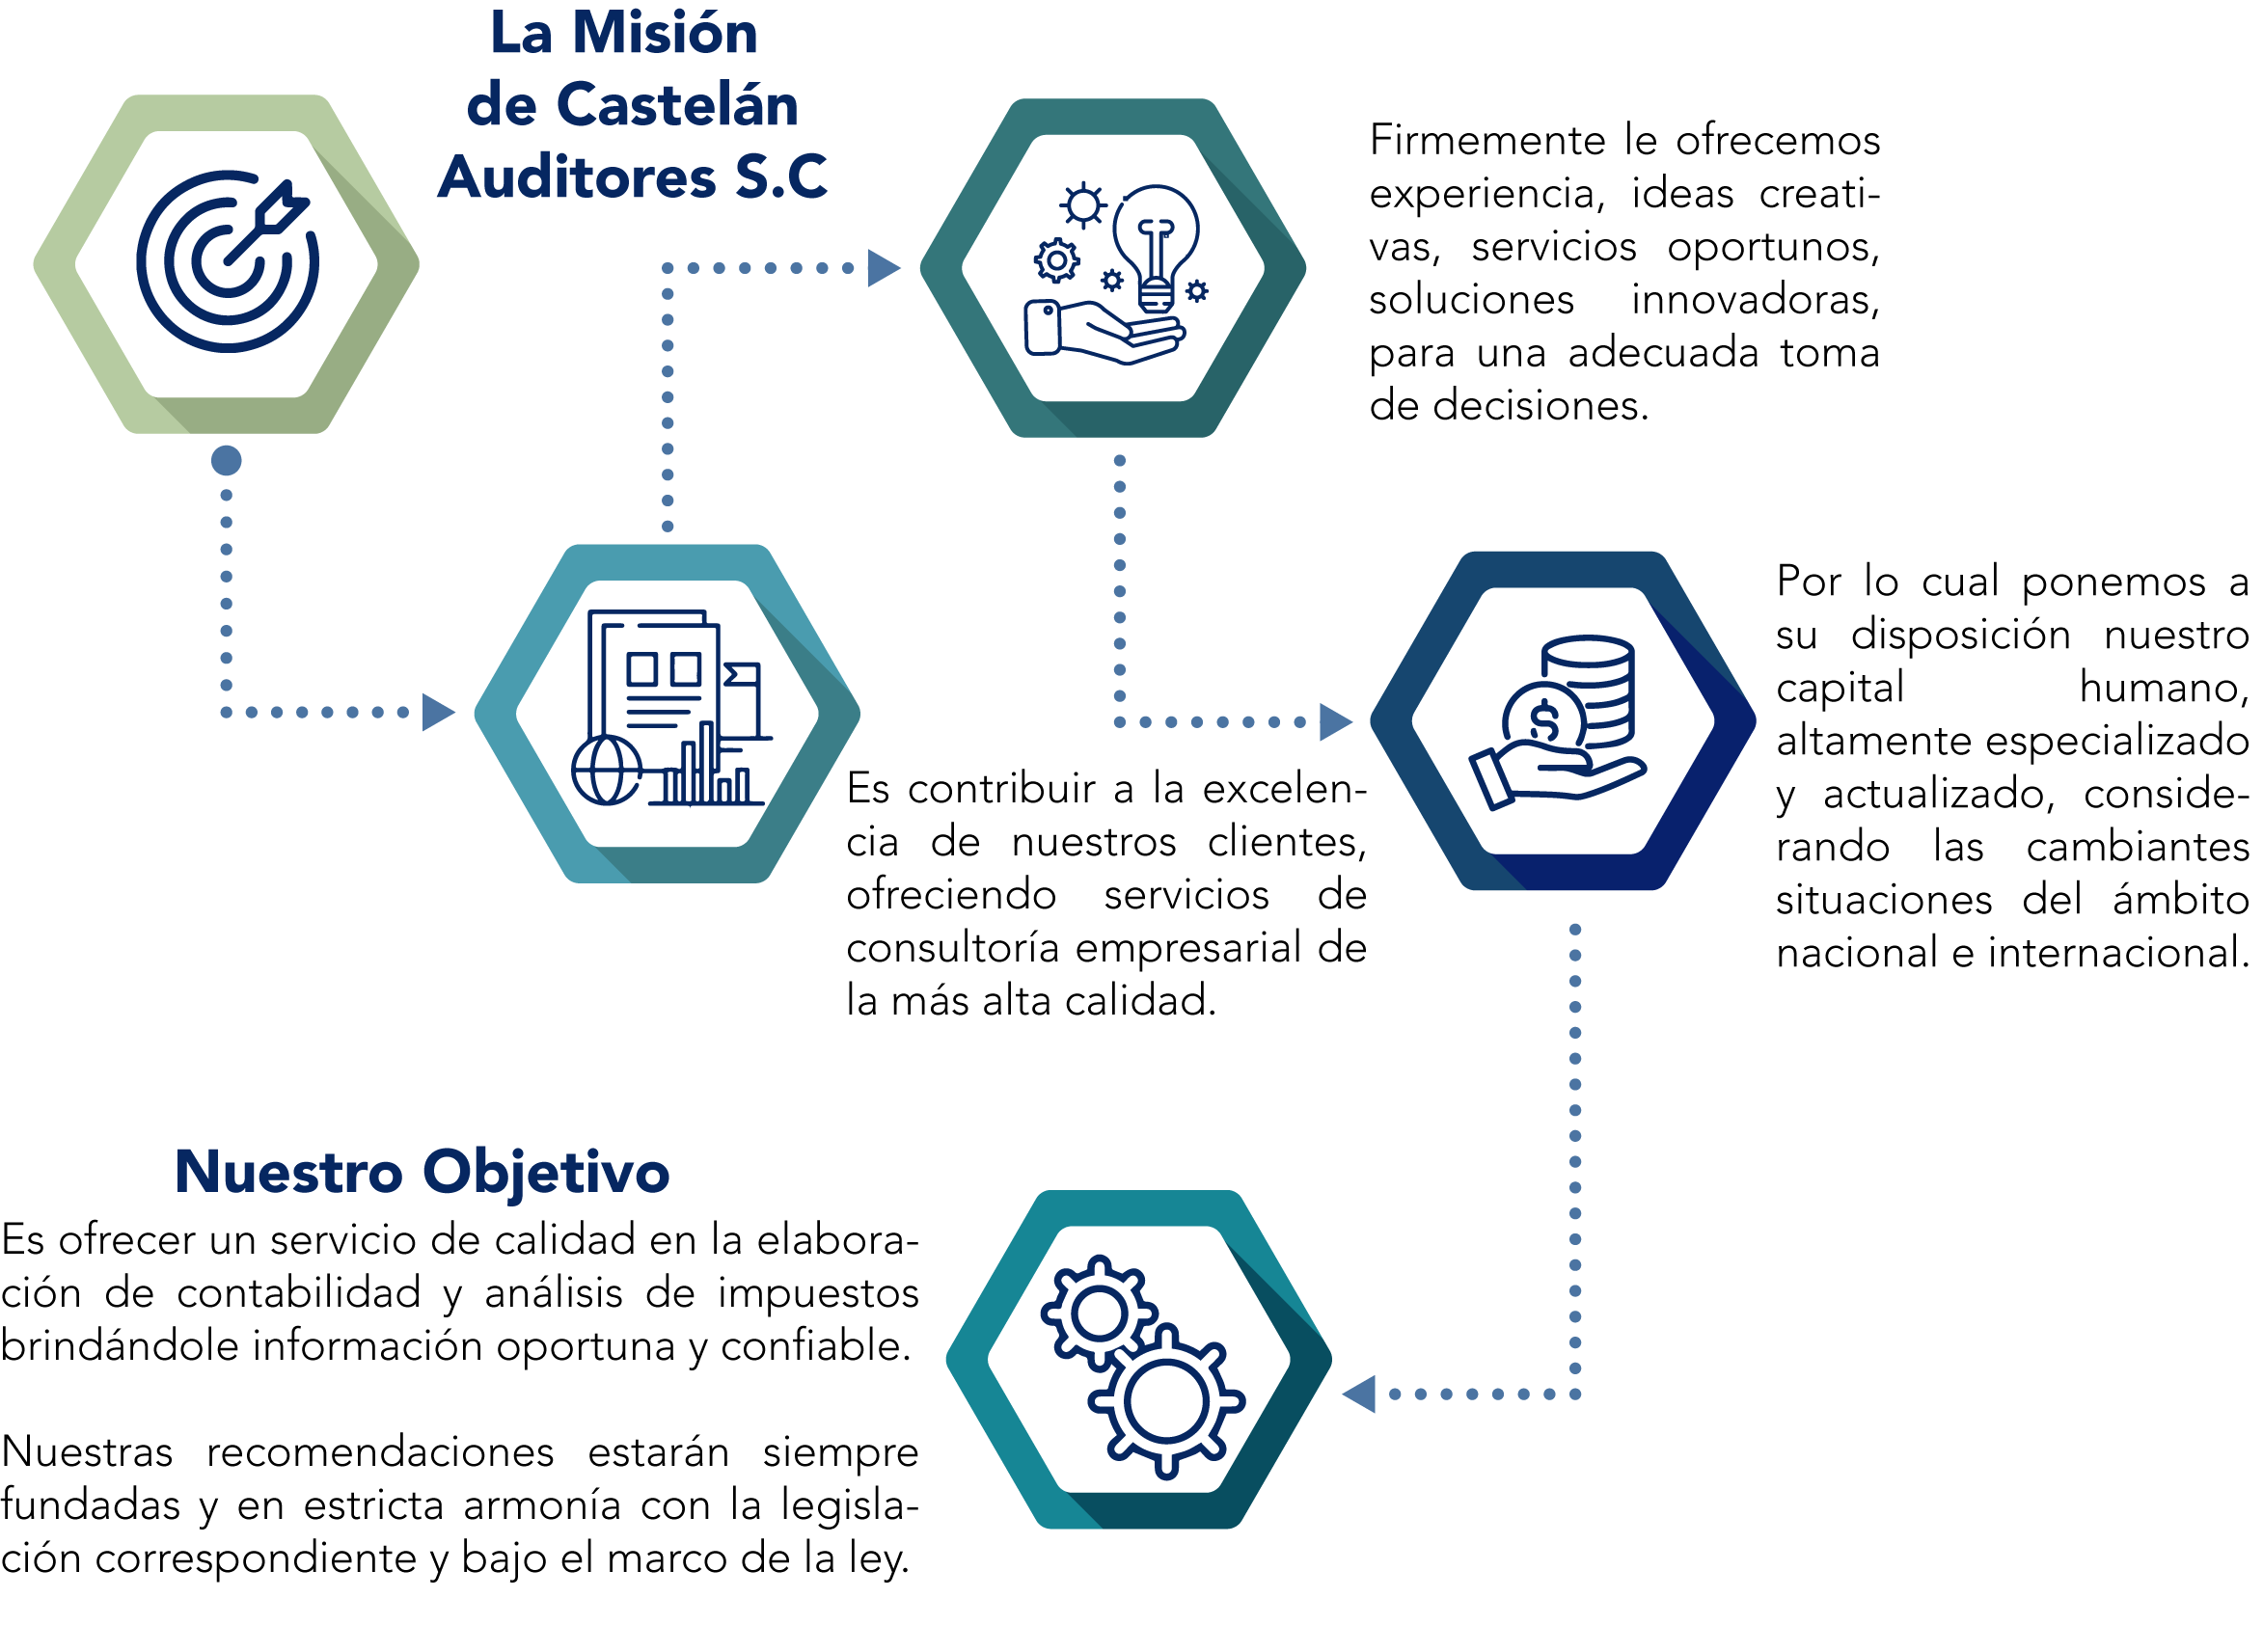 La Misión
de Castelán
Auditores S.C
Es contribuir a la excelen-
cia de nuestros clientes,
ofreciendo servicios de
consultoría empresarial de
la más alta calidad.
Firmemente le ofrecemos
experiencia, ideas creati-
vas, servicios oportunos,
soluciones innovadoras,
para una adecuada toma
de decisiones.
Por lo cual ponemos a
su disposición nuestro
capital humano,
altamente especializado
y actualizado, conside-
rando las cambiantes
situaciones del ámbito
nacional e internacional.
$
Nuestro Objetivo
Es ofrecer un servicio de calidad en la elabora-
ción de contabilidad y análisis de impuestos
brindándole información oportuna y confiable.
Nuestras recomendaciones estarán siempre
fundadas y en estricta armonía con la legisla-
ción correspondiente y bajo el marco de la ley.